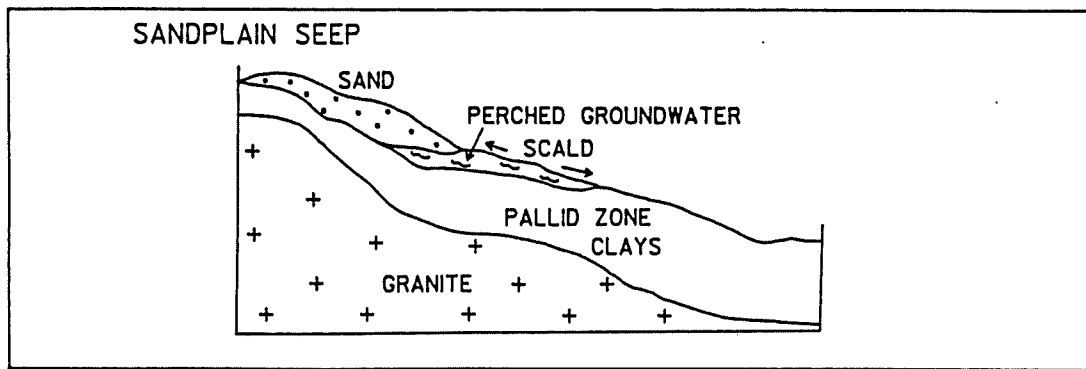 SANDPLAIN SEEP
SAND
PERCHED GROUNDWATER
SCALD
PALLID ZONE
CLAYS
GRANITE